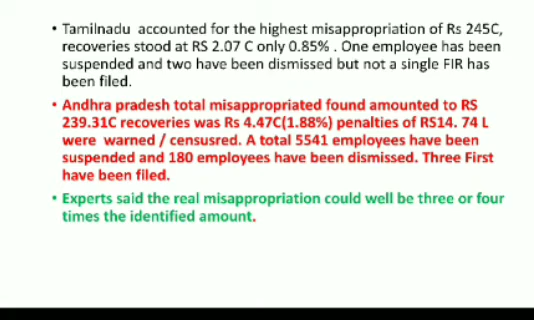 • Tamilnadu accounted for the highest misappropriation of Rs 245C,
recoveries stood at RS 2.07 C only 0.85% . One employee has been
suspended and two have been dismissed but not a single FIR has
been filed.
• Andhra pradesh total misappropriated found amounted to RS
239.31C recoveries was Rs 4.47C(1.88%) penalties of RS14. 74 L
were warned / censusred. A total 5541 employees have been
suspended and 180 employees have been dismissed. Three First
have been filed.
• Experts said the real misappropriation could well be three or four
times the identified amount.